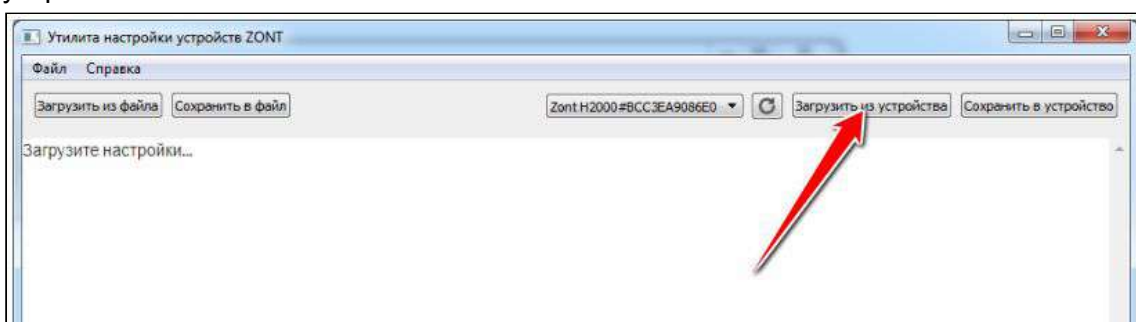 Утилита настройки устройств ZONT
Файл Справка
Загрузить из файла Сохранить в файл Zont H2000#BCC3EA9086E0 Загрузить из устройства Сохранить в устройство
Загрузите настройки...